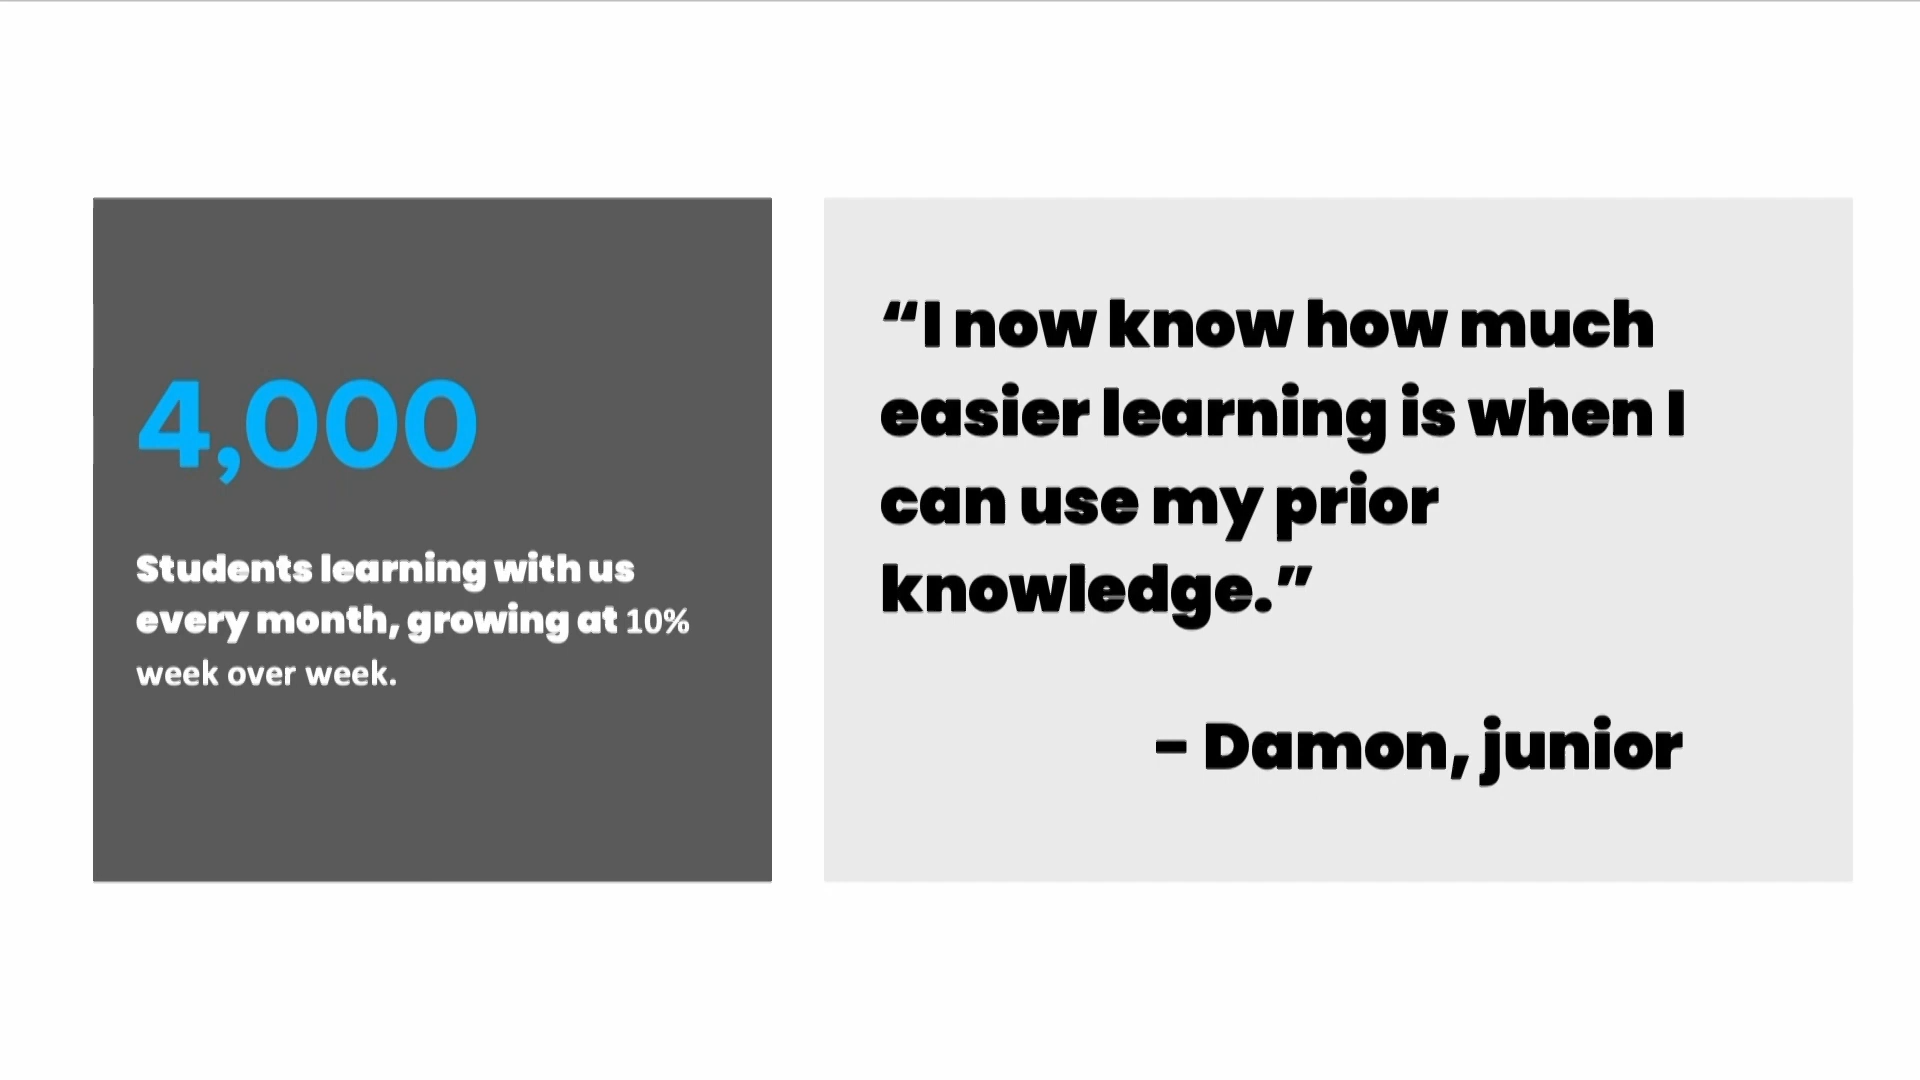 4,000
Students learning with us
every month, growing at 10%
week over week.
“I now know how much
easier learning is when I
can use my prior
knowledge.”
– Damon, junior